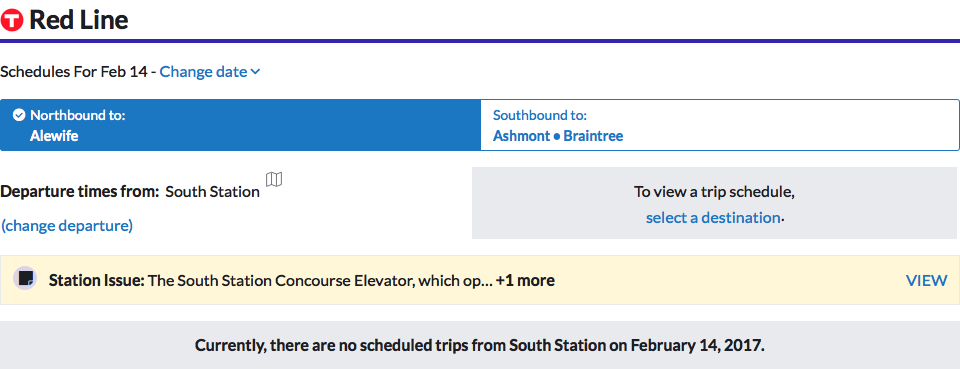 T Red Line
Schedules For Feb 14 - Change date
Northbound to:
Alewife
Southbound to:
Ashmont • Braintree
Departure times from: South Station
(change departure)
To view a trip schedule,
select a destination.
Station Issue: The South Station Concourse Elevator, which op... +1 more
VIEW
Currently, there are no scheduled trips from South Station on February 14, 2017.